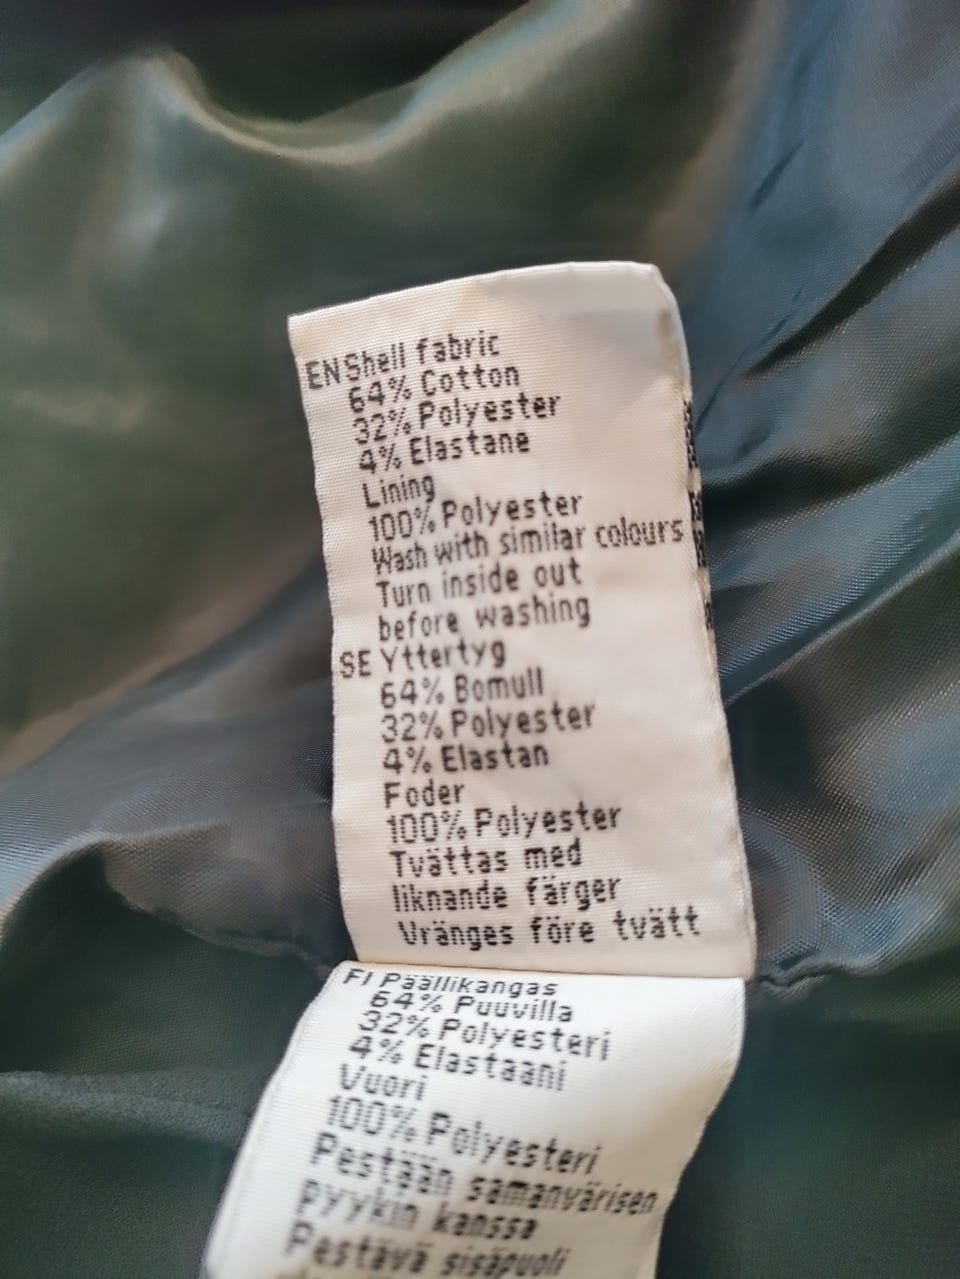 EN Shell fabric
64% Cotton
32% Polyester
4% Elastane
Lining
100% Polyester
Wash with similar colours
Turn inside out
before washing
SE Yttertyg
64% Bomull
32% Polyester
4% Elastan
Foder
100% Polyester
Tvättas med
liknande färger
Vränges före tvätt
FI Päällikangas
64% Puuvilla
32% Polyesteri
4% Elastaani
Vuori
100% Polyesteri
Pestään samanvärisen
pyykin kanssa
Pestävä sisäpuoli